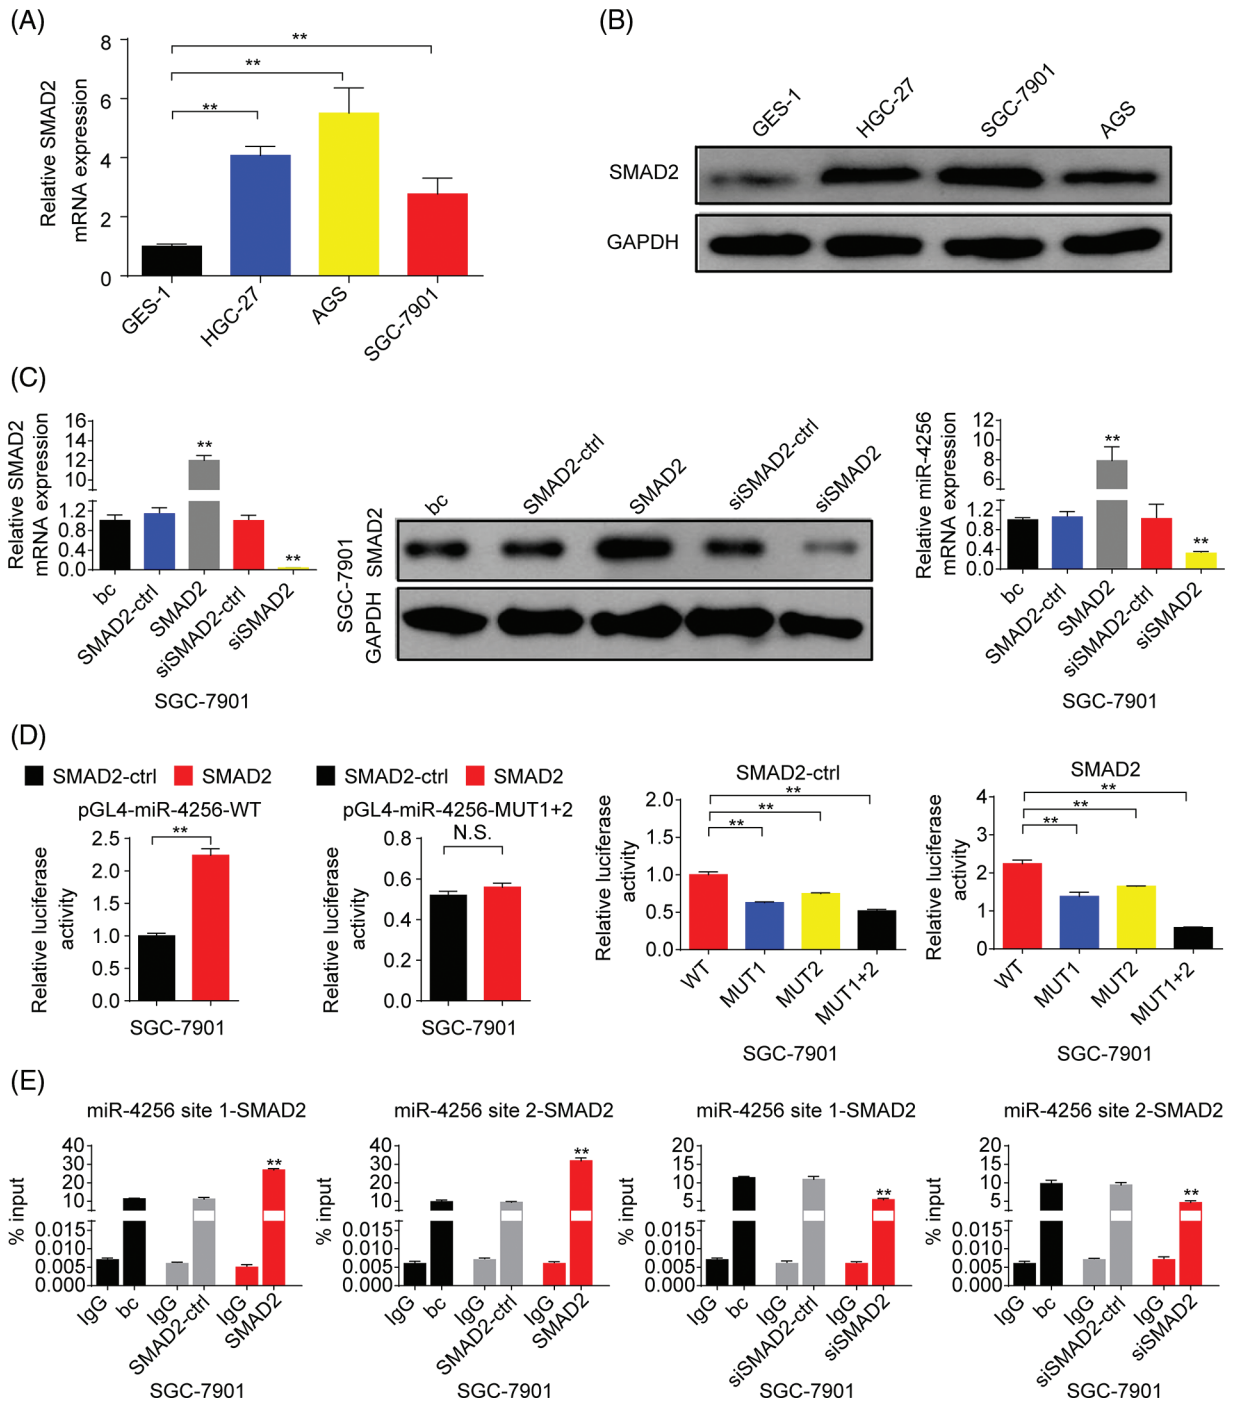 (A)
Relative SMAD2
mRNA expression
8
6
4
2
0
**
**
**
GES-1
HGC-27
AGS
SGC-7901
(B)
GES-1
HGC-27
SGC-7901
AGS
SMAD2
GAPDH
(C)
Relative SMAD2
mRNA expression
16
14
12
10
1.2
0.8
0.4
0.0
**
**
bc
SMAD2-ctrl
SMAD2
siSMAD2-ctrl
siSMAD2
SGC-7901
bc
SMAD2-ctrl
SMAD2
siSMAD2-ctrl
siSMAD2
SGC-7901
SMAD2
GAPDH
Relative miR-4256
mRNA expression
12
10
8
6
1.2
0.8
0.4
0.0
**
**
bc
SMAD2-ctrl
SMAD2
siSMAD2-ctrl
siSMAD2
SGC-7901
(D)
SMAD2-ctrl SMAD2
pGL4-miR-4256-WT
Relative luciferase
activity
2.5
2.0
1.5
1.0
0.5
0.0
**
SGC-7901
SMAD2-ctrl SMAD2
pGL4-miR-4256-MUT1+2
Relative luciferase
activity
0.8
0.6
0.4
0.2
0.0
N.S.
SGC-7901
SMAD2-ctrl
Relative luciferase
activity
2.0
1.5
1.0
0.5
0.0
**
**
**
WT
MUT1
MUT2
MUT1+2
SGC-7901
SMAD2
Relative luciferase
activity
4
3
2
1
0
**
**
**
WT
MUT1
MUT2
MUT1+2
SGC-7901
(E)
miR-4256 site 1-SMAD2
% input
40
30
20
10
0.015
0.010
0.005
0.000
**
IgG
bc
IgG
SMAD2-ctrl
IgG
SMAD2
SGC-7901
miR-4256 site 2-SMAD2
% input
40
30
20
10
0.015
0.010
0.005
0.000
**
IgG
bc
IgG
SMAD2-ctrl
IgG
SMAD2
SGC-7901
miR-4256 site 1-SMAD2
% input
20
15
10
5
0.015
0.010
0.005
0.000
**
IgG
bc
IgG
siSMAD2-ctrl
IgG
siSMAD2
SGC-7901
miR-4256 site 2-SMAD2
% input
20
15
10
5
0.015
0.010
0.005
0.000
**
IgG
bc
IgG
siSMAD2-ctrl
IgG
siSMAD2
SGC-7901